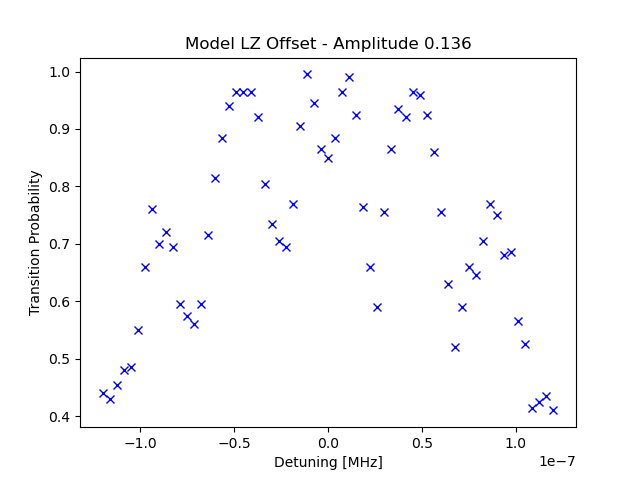 Model LZ Offset - Amplitude 0.136
Transition Probability
1.0
0.9
0.8
0.7
0.6
0.5
0.4
−1.0 −0.5 0.0 0.5 1.0
1e−7
Detuning [MHz]